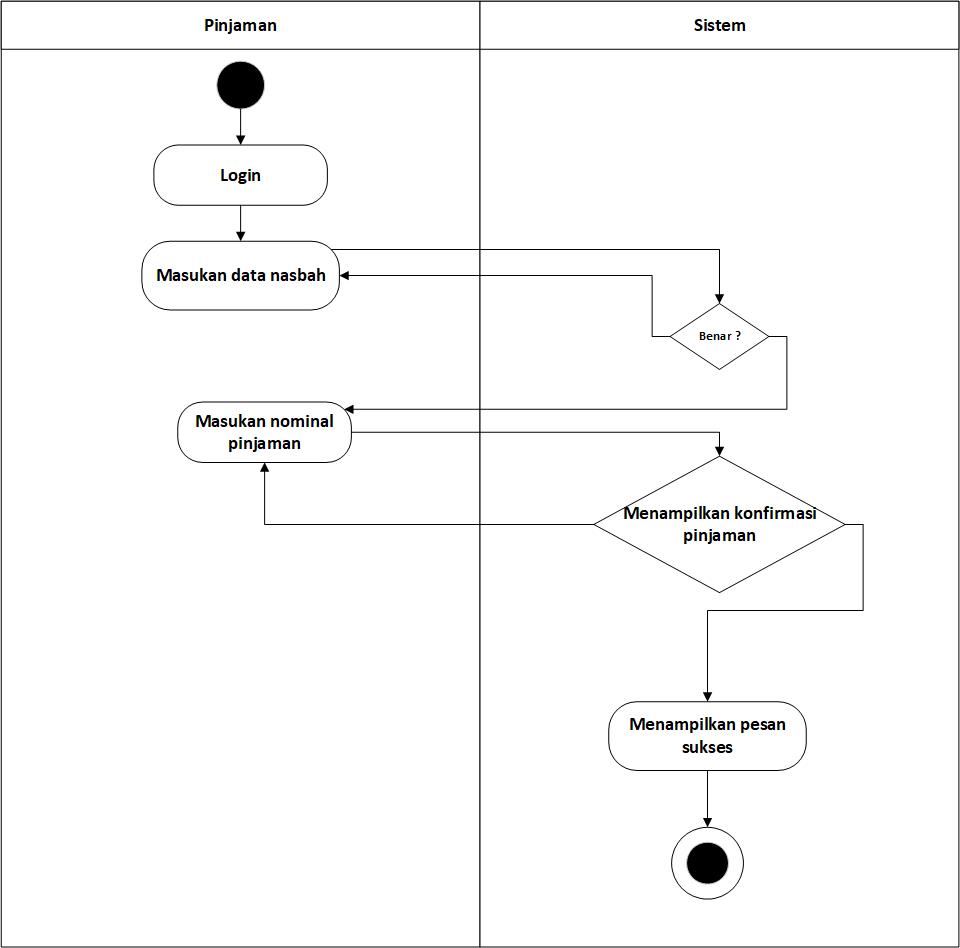 Pinjaman
Sistem
Login
Masukan data nasbah
Benar ?
Masukan nominal
pinjaman
Menampilkan konfirmasi
pinjaman
Menampilkan pesan
sukses